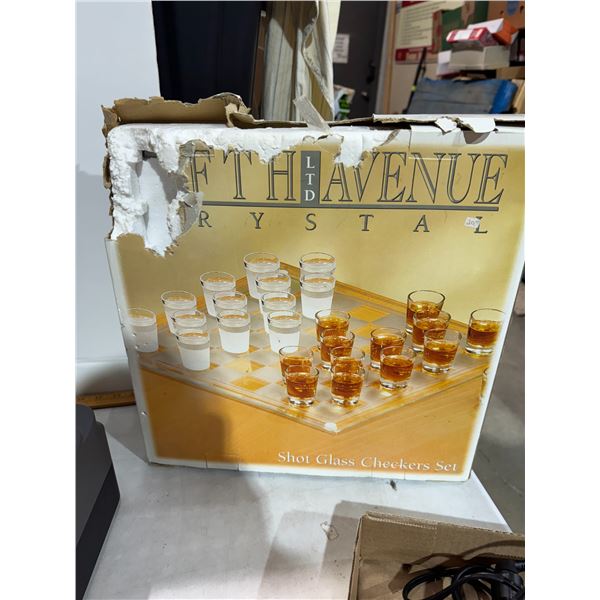 FTH LTD AVENUE
RYSTAL
Shot Glass Checkers Set